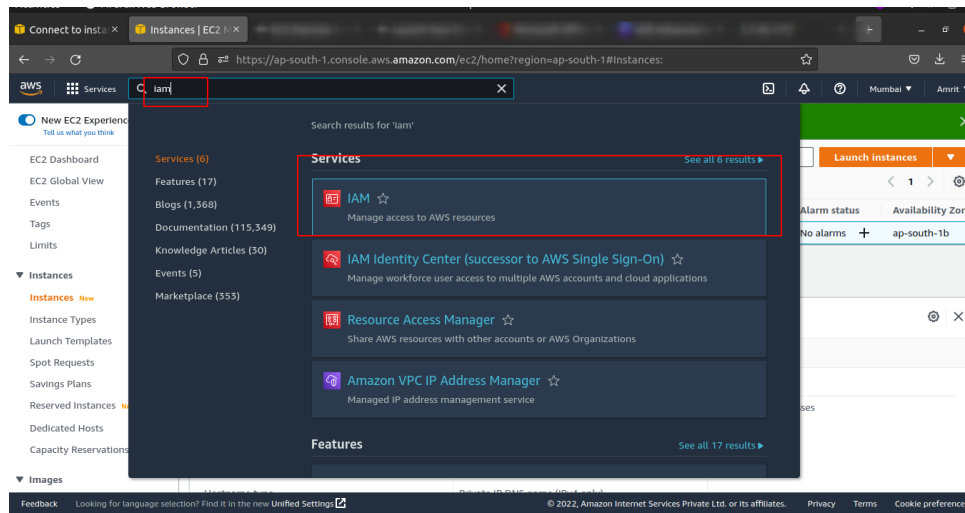 Connect to insta
Instances | EC2 M
https://ap-south-1.console.aws.amazon.com/ec2/home?region=ap-south-1#Instances:
aws
Services
iam
Mumbai
Amrit
New EC2 Experienc
Tell us what you think
EC2 Dashboard
EC2 Global View
Events
Tags
Limits
Instances
Instances New
Instance Types
Launch Templates
Spot Requests
Savings Plans
Reserved Instances
Dedicated Hosts
Capacity Reservations
Images
Search results for 'iam'
Services (6)
Features (17)
Blogs (1,368)
Documentation (115,349)
Knowledge Articles (30)
Events (5)
Marketplace (353)
Services
See all 6 results
IAM
Manage access to AWS resources
IAM Identity Center (successor to AWS Single Sign-On)
Manage workforce user access to multiple AWS accounts and cloud applications
Resource Access Manager
Share AWS resources with other accounts or AWS Organizations
Amazon VPC IP Address Manager
Managed IP address management service
Features
See all 17 results
Launch instances
1
Alarm status
Availability Zon
No alarms
ap-south-1b
sses
Feedback
Looking for language selection? Find it in the new Unified Settings
© 2022, Amazon Internet Services Private Ltd. or its affiliates.
Privacy
Terms
Cookie preference